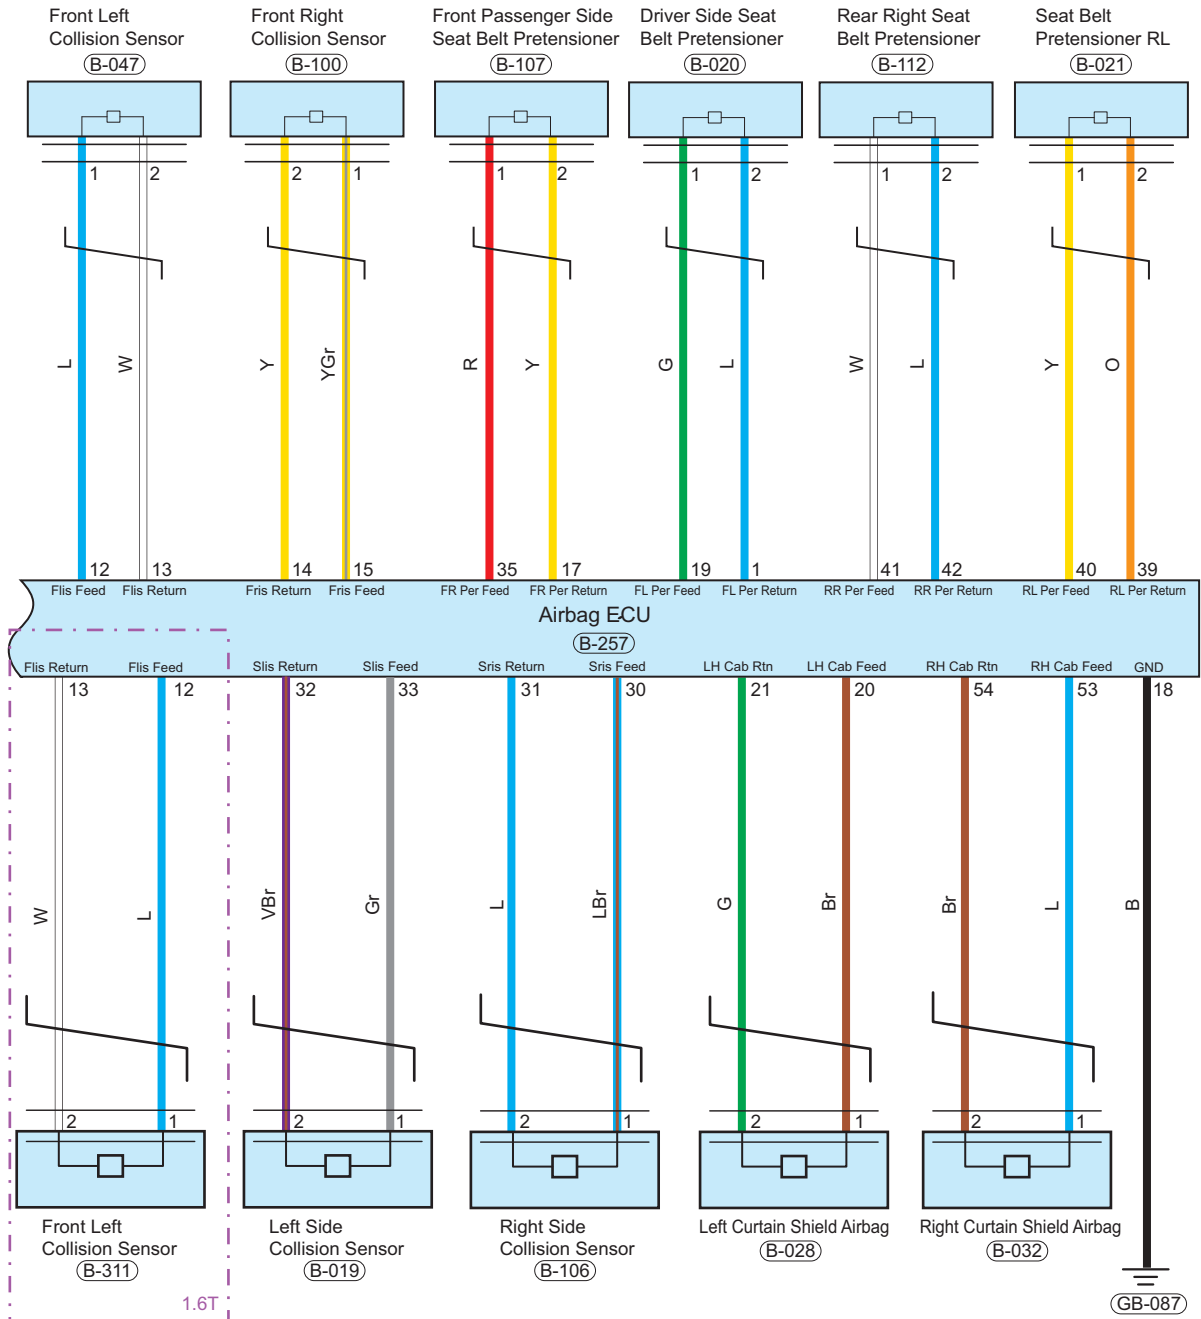 Front Left
Collision Sensor
B-047
Front Right
Collision Sensor
B-100
Front Passenger Side
Seat Belt Pretensioner
B-107
Driver Side Seat
Belt Pretensioner
B-020
Rear Right Seat
Belt Pretensioner
B-112
Seat Belt
Pretensioner RL
B-021
1 2 2 1 1 2 1 2 1 2 1 2
L W Y YGr R Y G L W L Y O
12 13 14 15 35 17 19 1 41 42 40 39
Flis Feed Flis Return Fris Return Fris Feed FR Per Feed FR Per Return FL Per Feed FL Per Return RR Per Feed RR Per Return RL Per Feed RL Per Return
Airbag ECU
B-257
Flis Return Flis Feed Slis Return Slis Feed Sris Return Sris Feed LH Cab Rtn LH Cab Feed RH Cab Rtn RH Cab Feed GND
13 12 32 33 31 30 21 20 54 53 18
W L VBr Gr L LBr G Br Br L B
2 1 2 1 2 1 2 1 2 1
Front Left
Collision Sensor
B-311
Left Side
Collision Sensor
B-019
Right Side
Collision Sensor
B-106
Left Curtain Shield Airbag
B-028
Right Curtain Shield Airbag
B-032
1.6T
GB-087